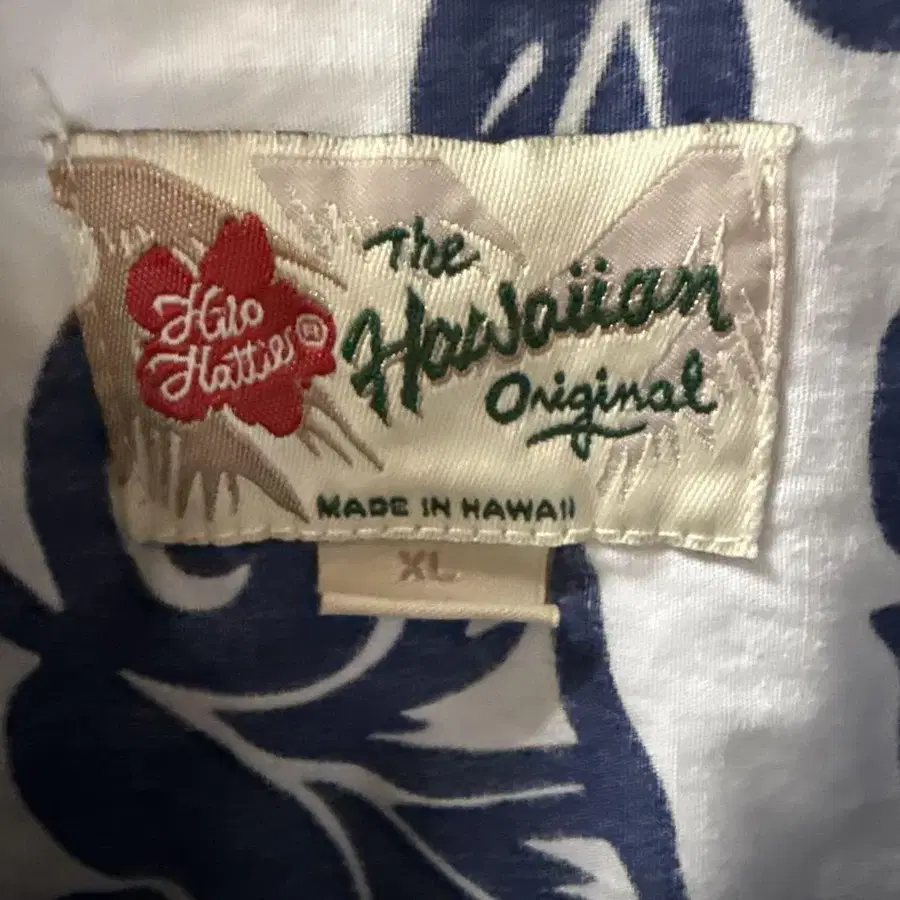 Hilo
Hattie®
The
Hawaiian
Original
MADE IN HAWAII
XL